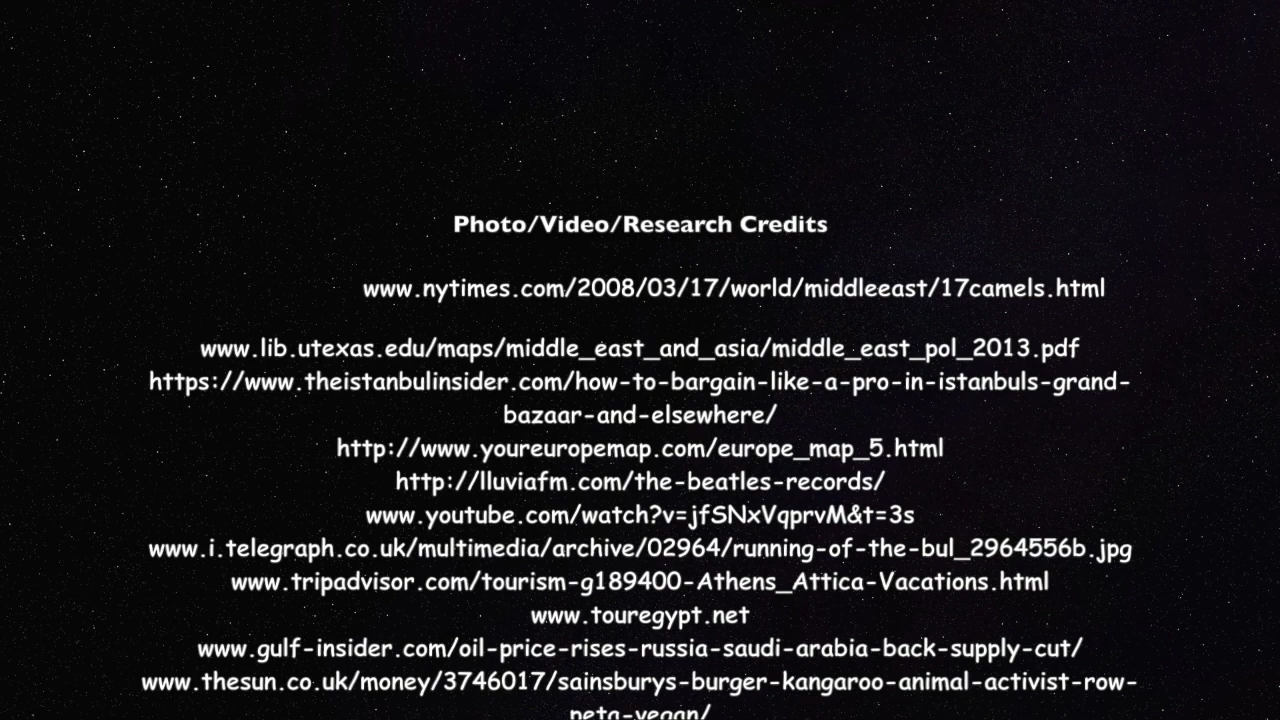 Photo/Video/Research Credits
www.nytimes.com/2008/03/17/world/middleeast/17camels.html
www.lib.utexas.edu/maps/middle_east_and_asia/middle_east_pol_2013.pdf
https://www.theistanbulinsider.com/how-to-bargain-like-a-pro-in-istanbuls-grand-
bazaar-and-elsewhere/
http://www.youreuropemap.com/europe_map_5.html
http://lluviafm.com/the-beatles-records/
www.youtube.com/watch?v=jfSNxVqprvM&t=3s
www.i.telegraph.co.uk/multimedia/archive/02964/running-of-the-bul_2964556b.jpg
www.tripadvisor.com/tourism-g189400-Athens_Attica-Vacations.html
www.touregypt.net
www.gulf-insider.com/oil-price-rises-russia-saudi-arabia-back-supply-cut/
www.thesun.co.uk/money/3746017/sainsburys-burger-kangaroo-animal-activist-row-
peta-vegan/